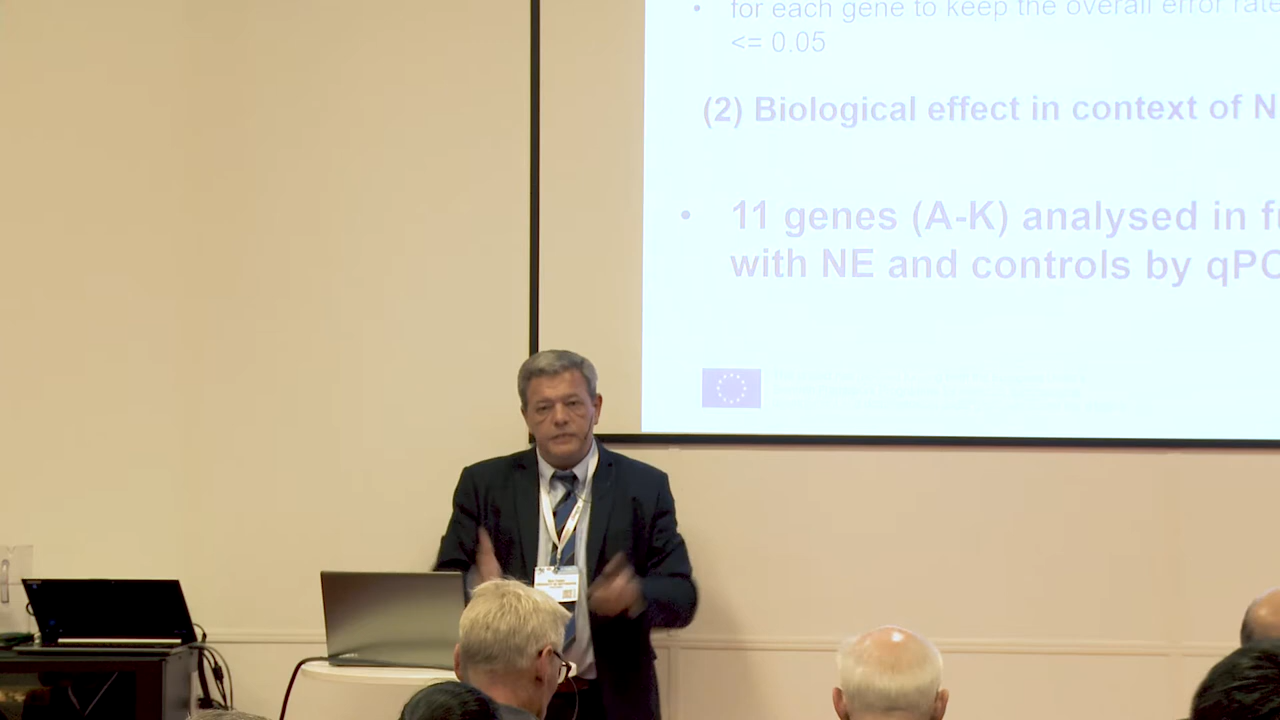 • for each gene to keep the overall error rate
<= 0.05
(2) Biological effect in context of N
• 11 genes (A-K) analysed in f
with NE and controls by qPC